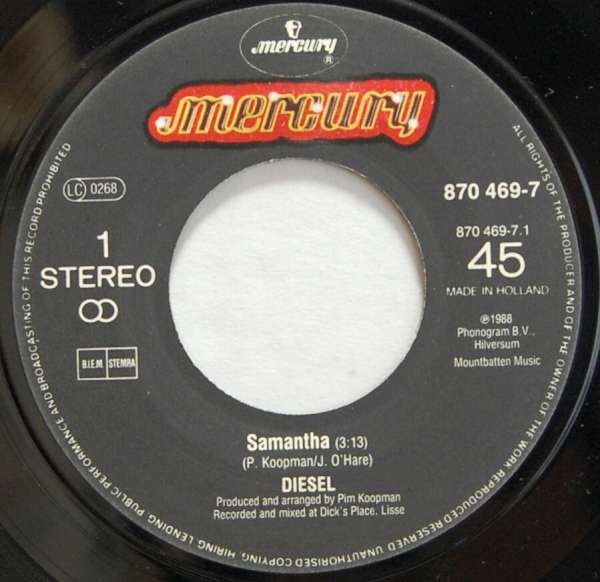 mercury
®
mercury
LC 0268
870 469-7
870 469-7.1
1
STEREO
45
MADE IN HOLLAND
℗1988
Phonogram B.V.,
Hilversum
Mountbatten Music
B.I.E.M STEMRA
Samantha (3:13)
(P. Koopman/J. O'Hare)
DIESEL
Produced and arranged by Pim Koopman
Recorded and mixed at Dick's Place, Lisse
ALL RIGHTS OF THE PRODUCER AND OF THE OWNER OF THE WORK REPRODUCED RESERVED UNAUTHORISED COPYING, HIRING, LENDING, PUBLIC PERFORMANCE AND BROADCASTING OF THIS RECORD PROHIBITED